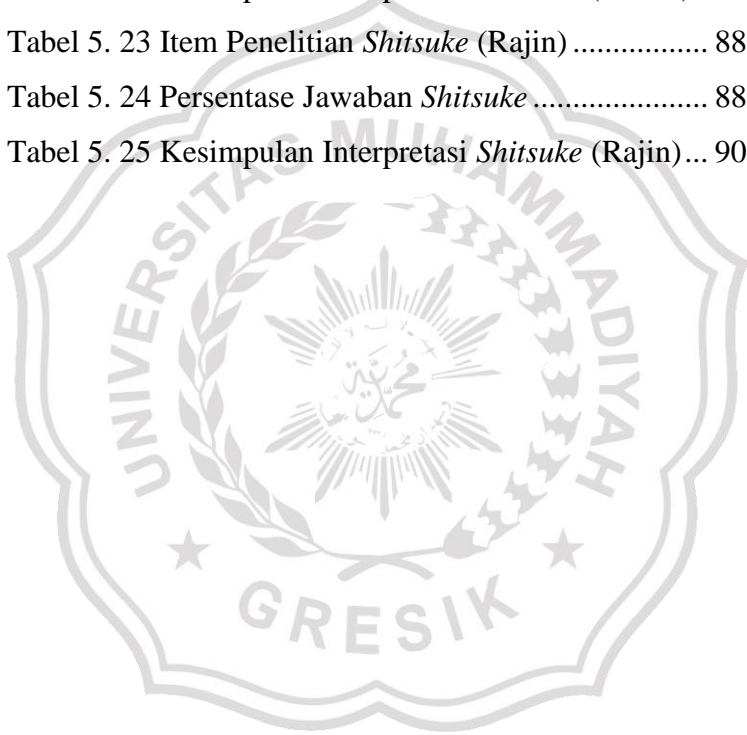 Tabel 5. 23 Item Penelitian Shitsuke (Rajin) ................. 88
Tabel 5. 24 Persentase Jawaban Shitsuke ...................... 88
Tabel 5. 25 Kesimpulan Interpretasi Shitsuke (Rajin) ... 90
UNIVERSITAS MUHAMMADIYAH
GRESIK